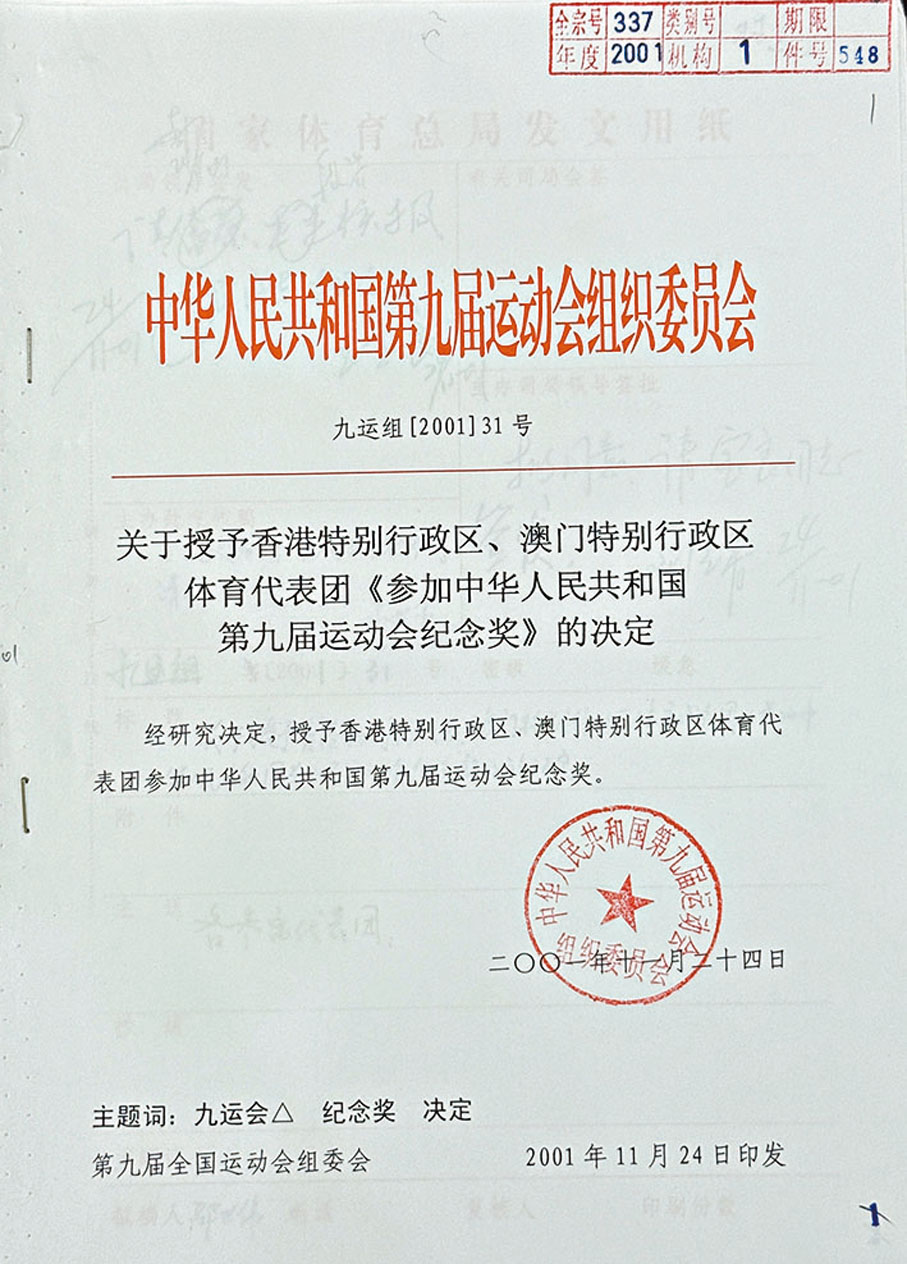 全宗号 337 类别号 期限
年度 2001 机构 1 件号 548
1
中华人民共和国第九届运动会组织委员会
九运组[2001]31号
关于授予香港特别行政区、澳门特别行政区
体育代表团《参加中华人民共和国
第九届运动会纪念奖》的决定
经研究决定，授予香港特别行政区、澳门特别行政区体育代
表团参加中华人民共和国第九届运动会纪念奖。
中华人民共和国第九届运动会
组织委员会
二〇〇一年十一月二十四日
主题词：九运会△ 纪念奖 决定
第九届全国运动会组委会 2001年11月24日印发
1